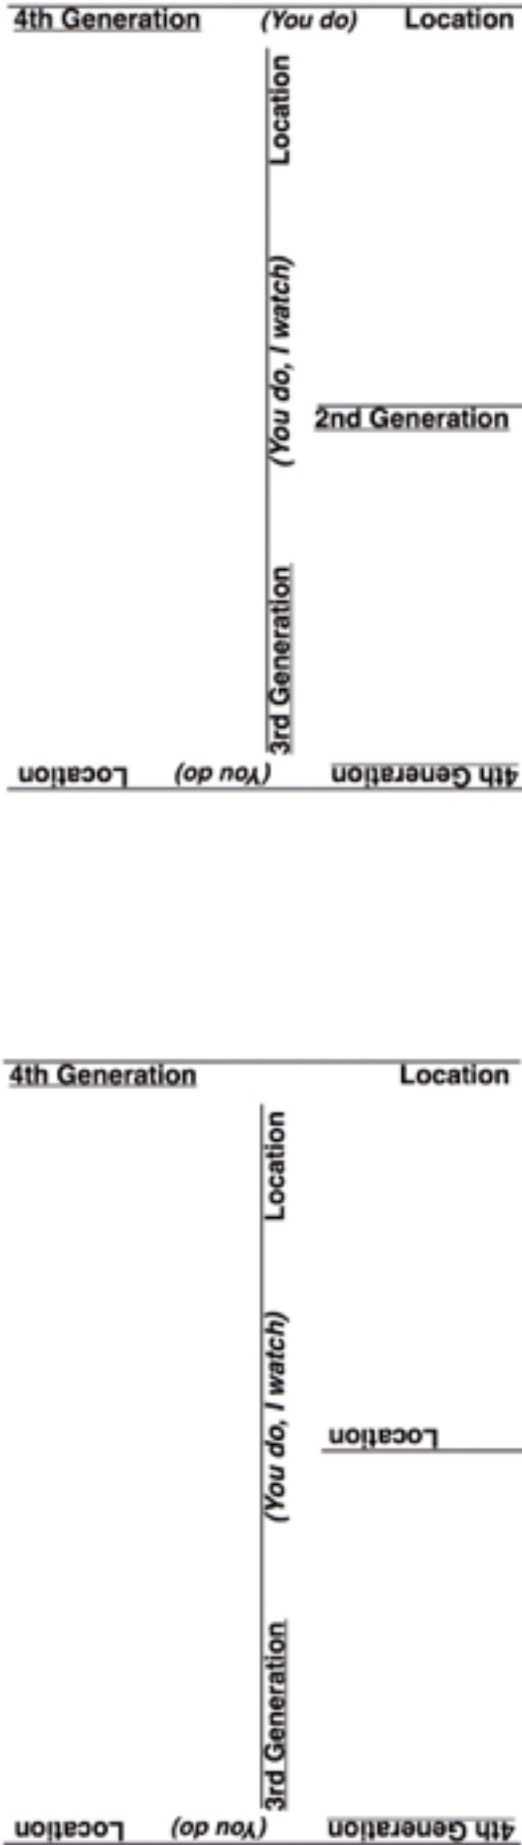 4th Generation (You do) Location
3rd Generation (You do, I watch) Location
2nd Generation
4th Generation (You do) Location
4th Generation Location
3rd Generation (You do, I watch) Location
Location
4th Generation (You do) Location